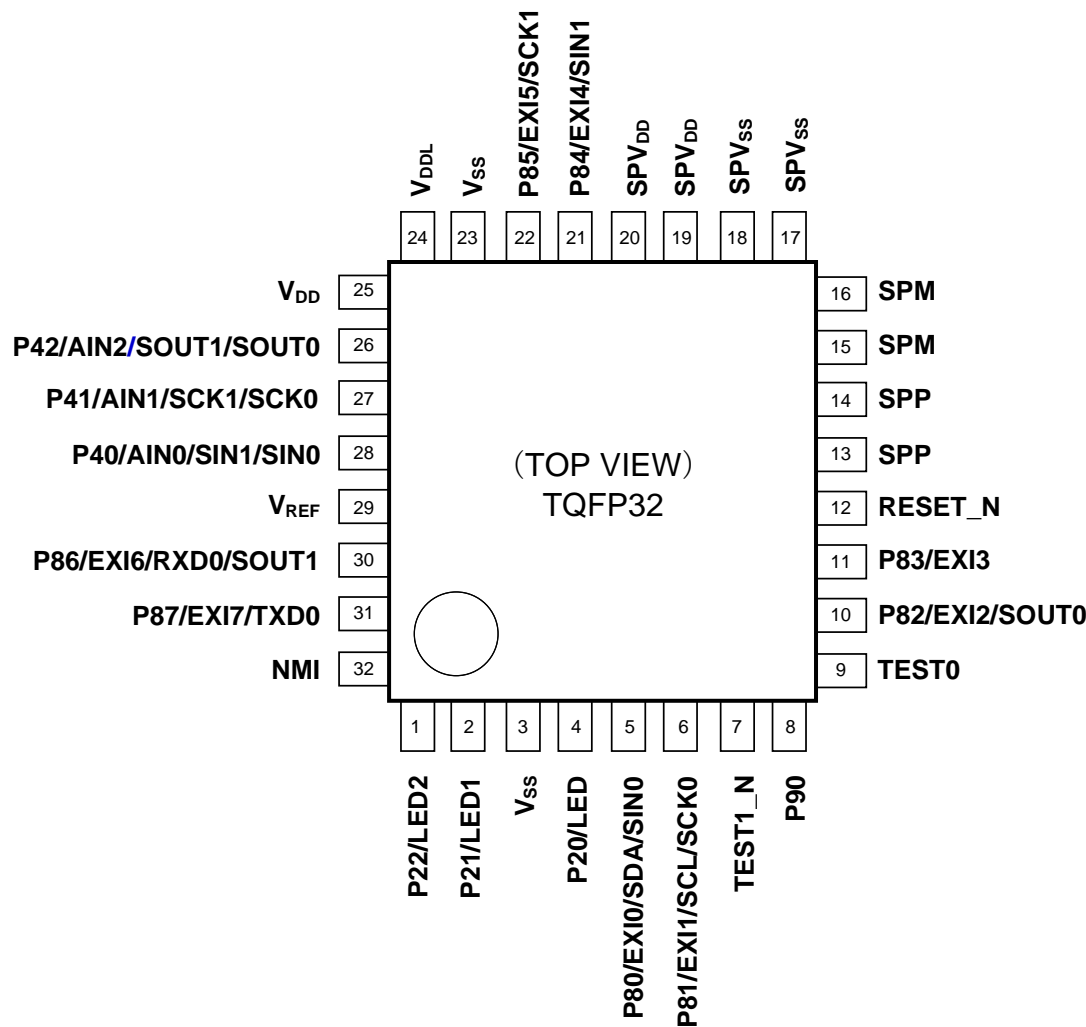 VDDL
VSS
P85/EXI5/SCK1
P84/EXI4/SIN1
SPVDD
SPVDD
SPVSS
SPVSS
24
23
22
21
20
19
18
17
VDD 25
P42/AIN2/SOUT1/SOUT0 26
P41/AIN1/SCK1/SCK0 27
P40/AIN0/SIN1/SIN0 28
VREF 29
P86/EXI6/RXD0/SOUT1 30
P87/EXI7/TXD0 31
NMI 32
(TOP VIEW)
TQFP32
16 SPM
15 SPM
14 SPP
13 SPP
12 RESET_N
11 P83/EXI3
10 P82/EXI2/SOUT0
9 TEST0
1
2
3
4
5
6
7
8
P22/LED2
P21/LED1
VSS
P20/LED
P80/EXI0/SDA/SIN0
P81/EXI1/SCL/SCK0
TEST1_N
P90